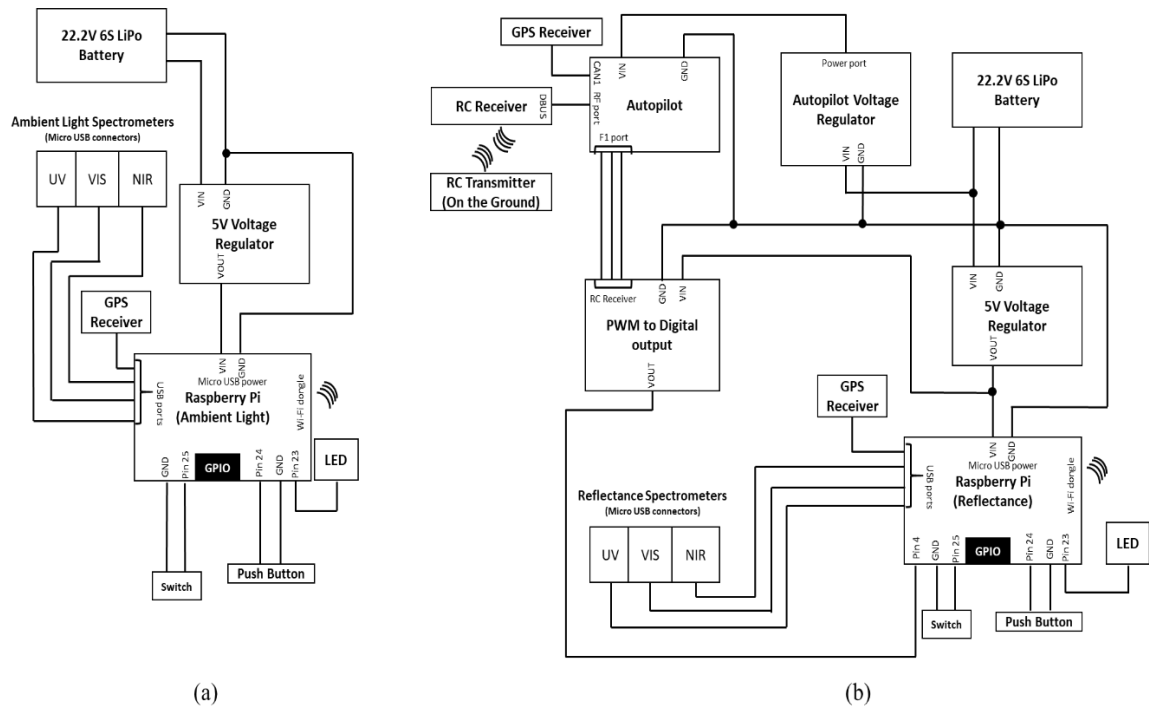 22.2V 6S LiPo
Battery
Ambient Light Spectrometers
(Micro USB connectors)
UV
VIS
NIR
VIN
GND
5V Voltage
Regulator
VOUT
GPS
Receiver
VIN
GND
Micro USB power
USB ports
Raspberry Pi
(Ambient Light)
Wi-Fi dongle
GND
Pin 25
GPIO
Pin 24
GND
Pin 23
LED
Switch
Push Button
(a)
GPS Receiver
CAN1
VIN
GND
Autopilot
RF port
F1 port
RC Receiver
DBUS
RC Transmitter
(On the Ground)
Power port
Autopilot Voltage
Regulator
VIN
GND
22.2V 6S LiPo
Battery
RC Receiver
GND
VIN
PWM to Digital
output
VOUT
VIN
GND
5V Voltage
Regulator
VOUT
GPS
Receiver
VIN
GND
Micro USB power
USB ports
Raspberry Pi
(Reflectance)
Wi-Fi dongle
Pin 4
GND
Pin 25
GPIO
Pin 24
GND
Pin 23
LED
Switch
Push Button
Reflectance Spectrometers
(Micro USB connectors)
UV
VIS
NIR
(b)